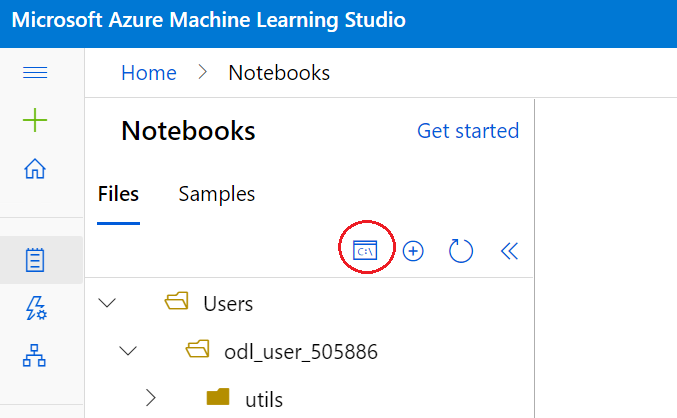 Microsoft Azure Machine Learning Studio
Home > Notebooks
Notebooks
Get started
Files
Samples
C:\
Users
odl_user_505886
utils